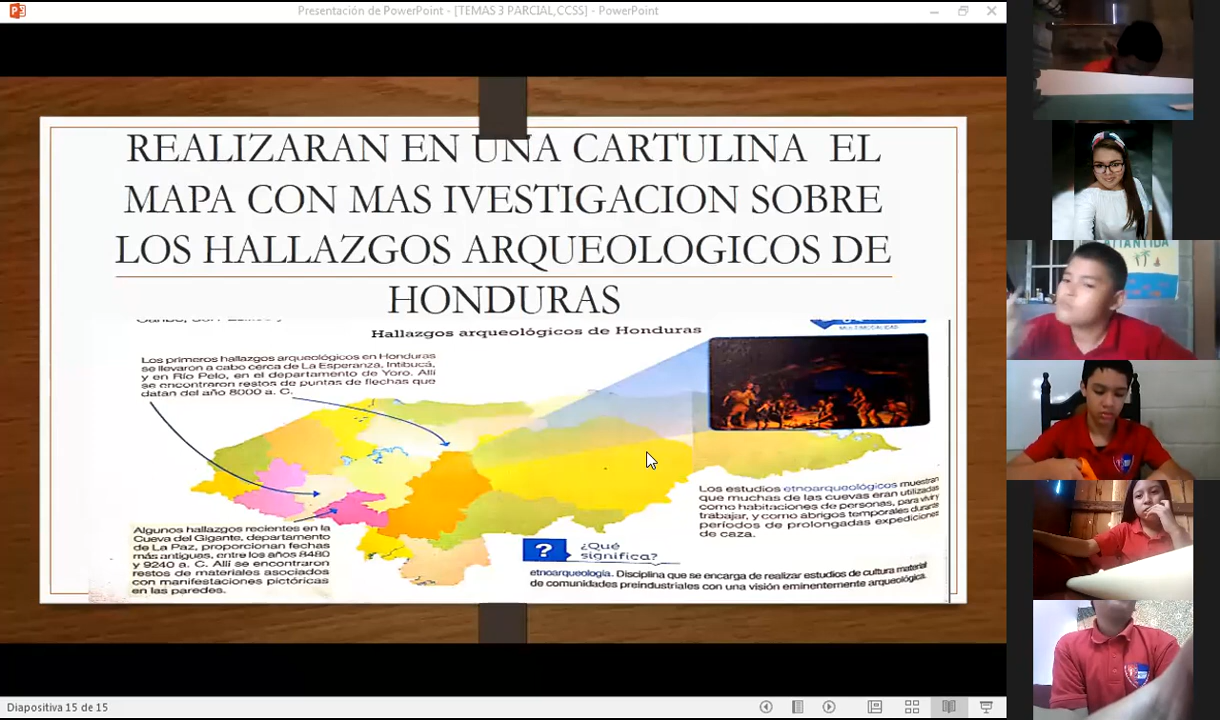 Presentación de PowerPoint - [TEMAS 3 PARCIAL,CCSS] - PowerPoint
REALIZARAN EN UNA CARTULINA EL
MAPA CON MAS IVESTIGACION SOBRE
LOS HALLAZGOS ARQUEOLOGICOS DE
HONDURAS
Hallazgos arqueológicos de Honduras
MULTIMODALIDAD
Los primeros hallazgos arqueológicos en Honduras
se llevaron a cabo cerca de La Esperanza, Intibucá,
y en Río Pelo, en el departamento de Yoro. Allí
se encontraron restos de puntas de flechas que
datan del año 8000 a. C.
Los estudios etnoarqueológicos muestran
que muchas de las cuevas eran utilizadas
como habitaciones de personas, para vivir y
trabajar, y como abrigos temporales durante
períodos de prolongadas expediciones
de caza.
Algunos hallazgos recientes en la
Cueva del Gigante, departamento
de La Paz, proporcionan fechas
más antiguas, entre los años 8480
y 9240 a. C. Allí se encontraron
restos de materiales asociados
con manifestaciones pictóricas
en las paredes.
? ¿Qué
significa?
etnoarqueología. Disciplina que se encarga de realizar estudios de cultura material
de comunidades preindustriales con una visión eminentemente arqueológica.
Diapositiva 15 de 15
ATLANTIDA